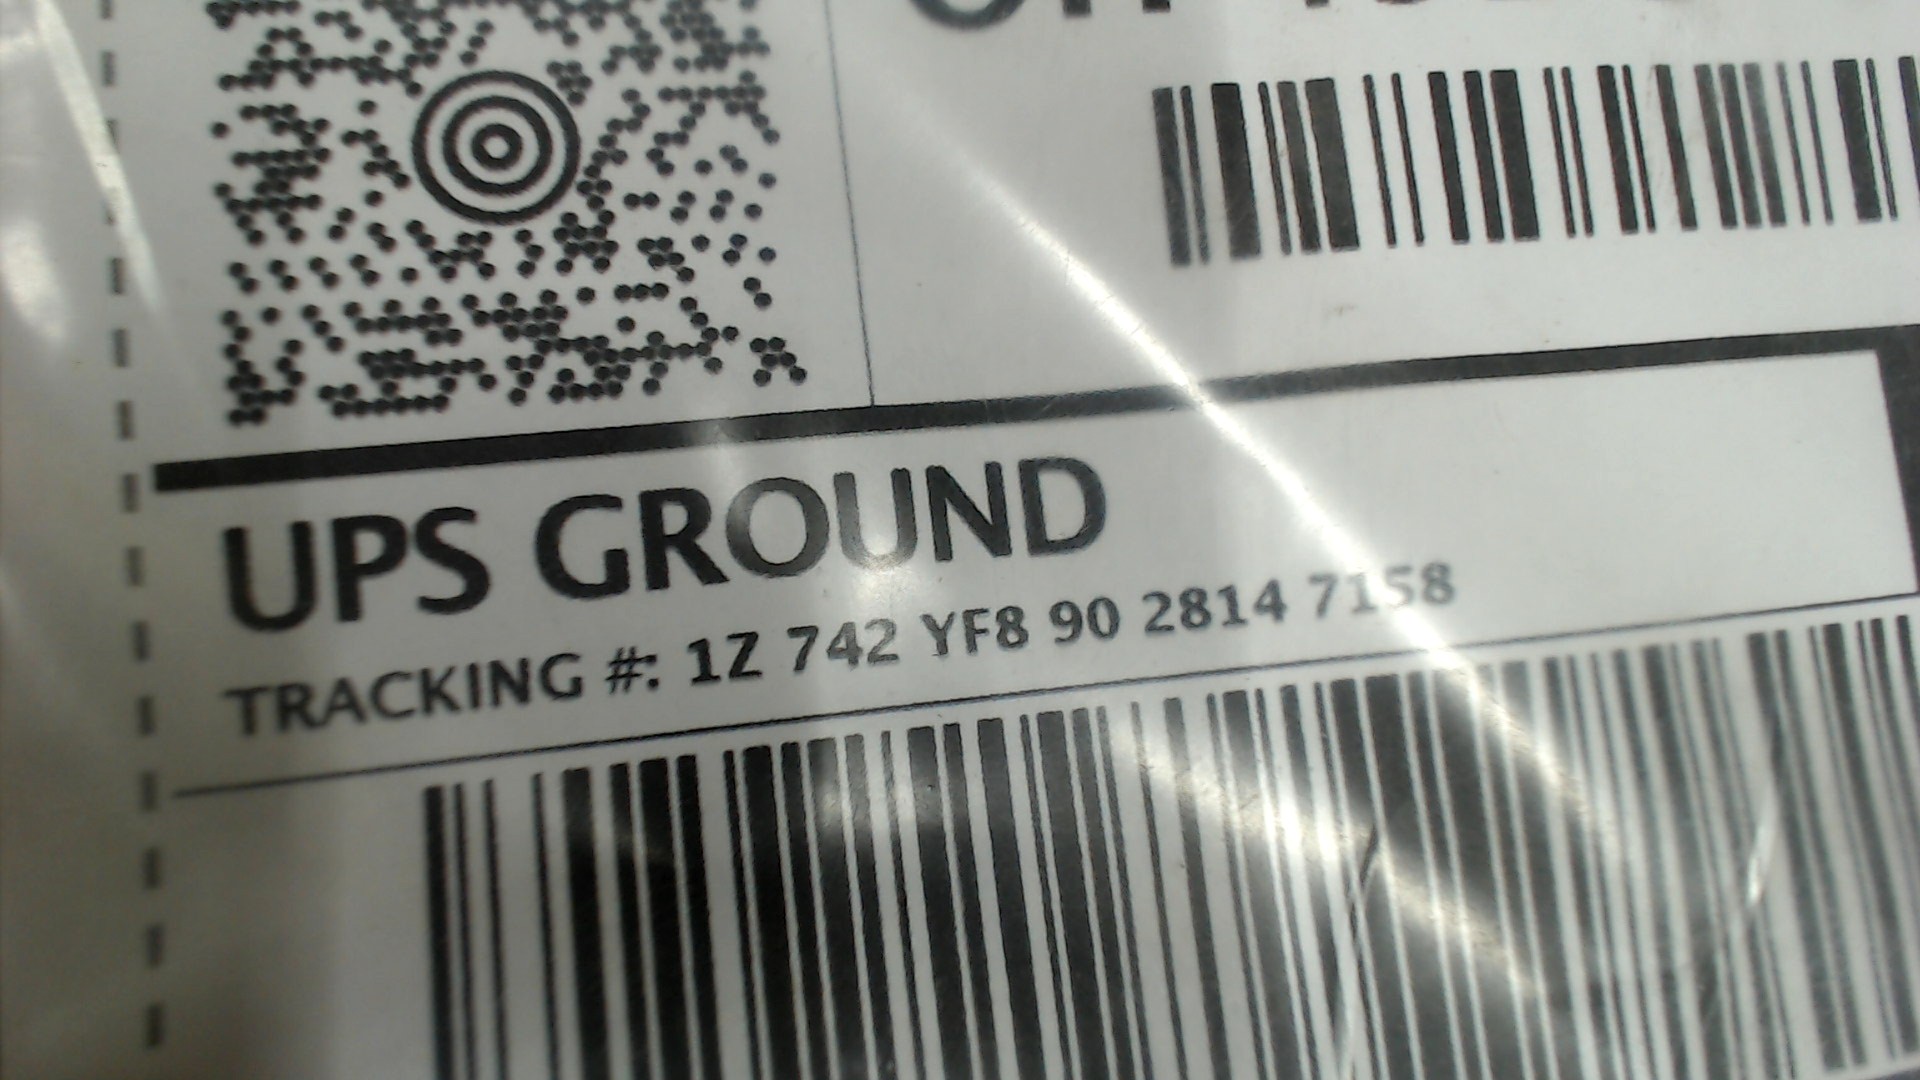 UPS GROUND
TRACKING #: 1Z 742 YF8 90 2814 7158